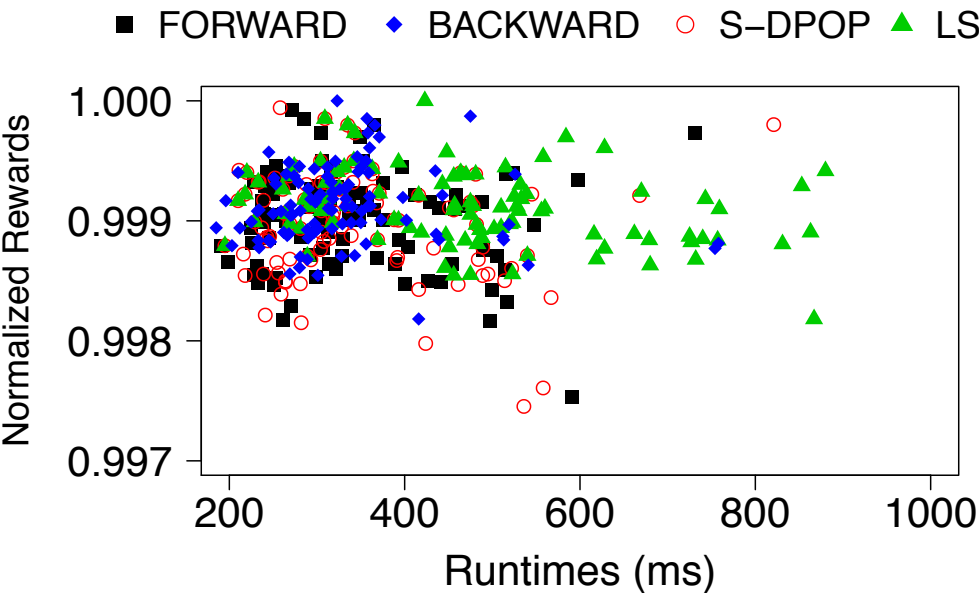 FORWARD BACKWARD S−DPOP LS
Normalized Rewards
1.000
0.999
0.998
0.997
200 400 600 800 1000
Runtimes (ms)